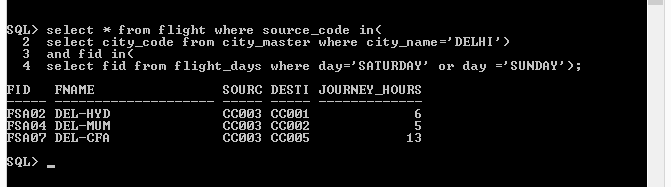 SQL> select * from flight where source_code in(
2 select city_code from city_master where city_name='DELHI')
3 and fid in(
4 select fid from flight_days where day='SATURDAY' or day ='SUNDAY');
FID FNAME SOURC DESTI JOURNEY_HOURS
----- -------------------- ----- ----- -------------
FSA02 DEL-HYD CC003 CC001 6
FSA04 DEL-MUM CC003 CC002 5
FSA07 DEL-CFA CC003 CC005 13
SQL> _